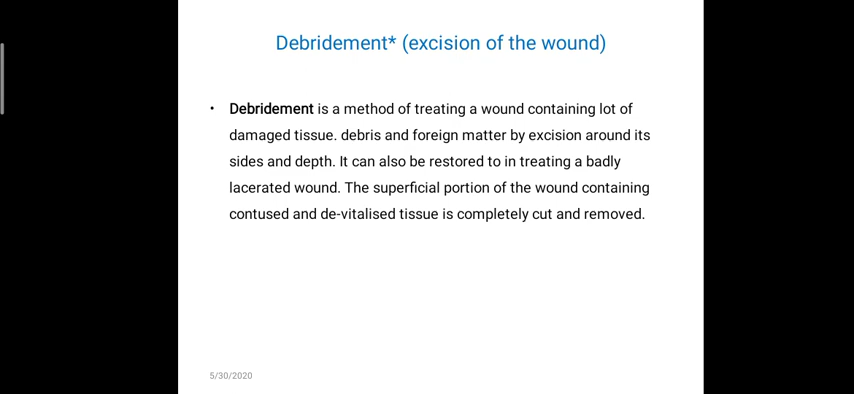 Debridement* (excision of the wound)
• Debridement is a method of treating a wound containing lot of
damaged tissue. debris and foreign matter by excision around its
sides and depth. It can also be restored to in treating a badly
lacerated wound. The superficial portion of the wound containing
contused and de-vitalised tissue is completely cut and removed.
5/30/2020